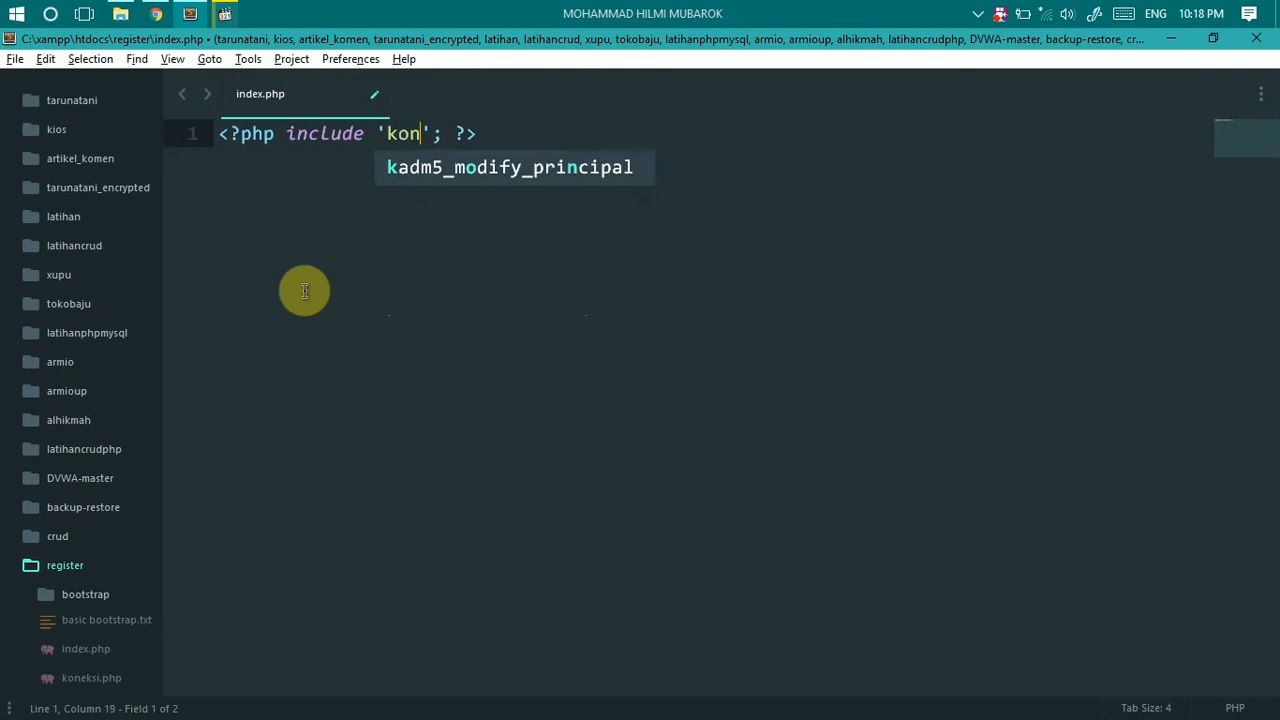 MOHAMMAD HILMI MUBAROK
ENG
10:18 PM
C:\xampp\htdocs\register\index.php • (tarunatani, kios, artikel_komen, tarunatani_encrypted, latihan, latihancrud, xupu, tokobaju, latihanphpmysql, armio, armioup, alhikmah, latihancrudphp, DVWA-master, backup-restore, cr...
File Edit Selection Find View Goto Tools Project Preferences Help
tarunatani
kios
artikel_komen
tarunatani_encrypted
latihan
latihancrud
xupu
tokobaju
latihanphpmysql
armio
armioup
alhikmah
latihancrudphp
DVWA-master
backup-restore
crud
register
bootstrap
basic bootstrap.txt
index.php
koneksi.php
index.php
1 <?php include 'kon'; ?>
kadm5_modify_principal
Line 1, Column 19 - Field 1 of 2
Tab Size: 4
PHP